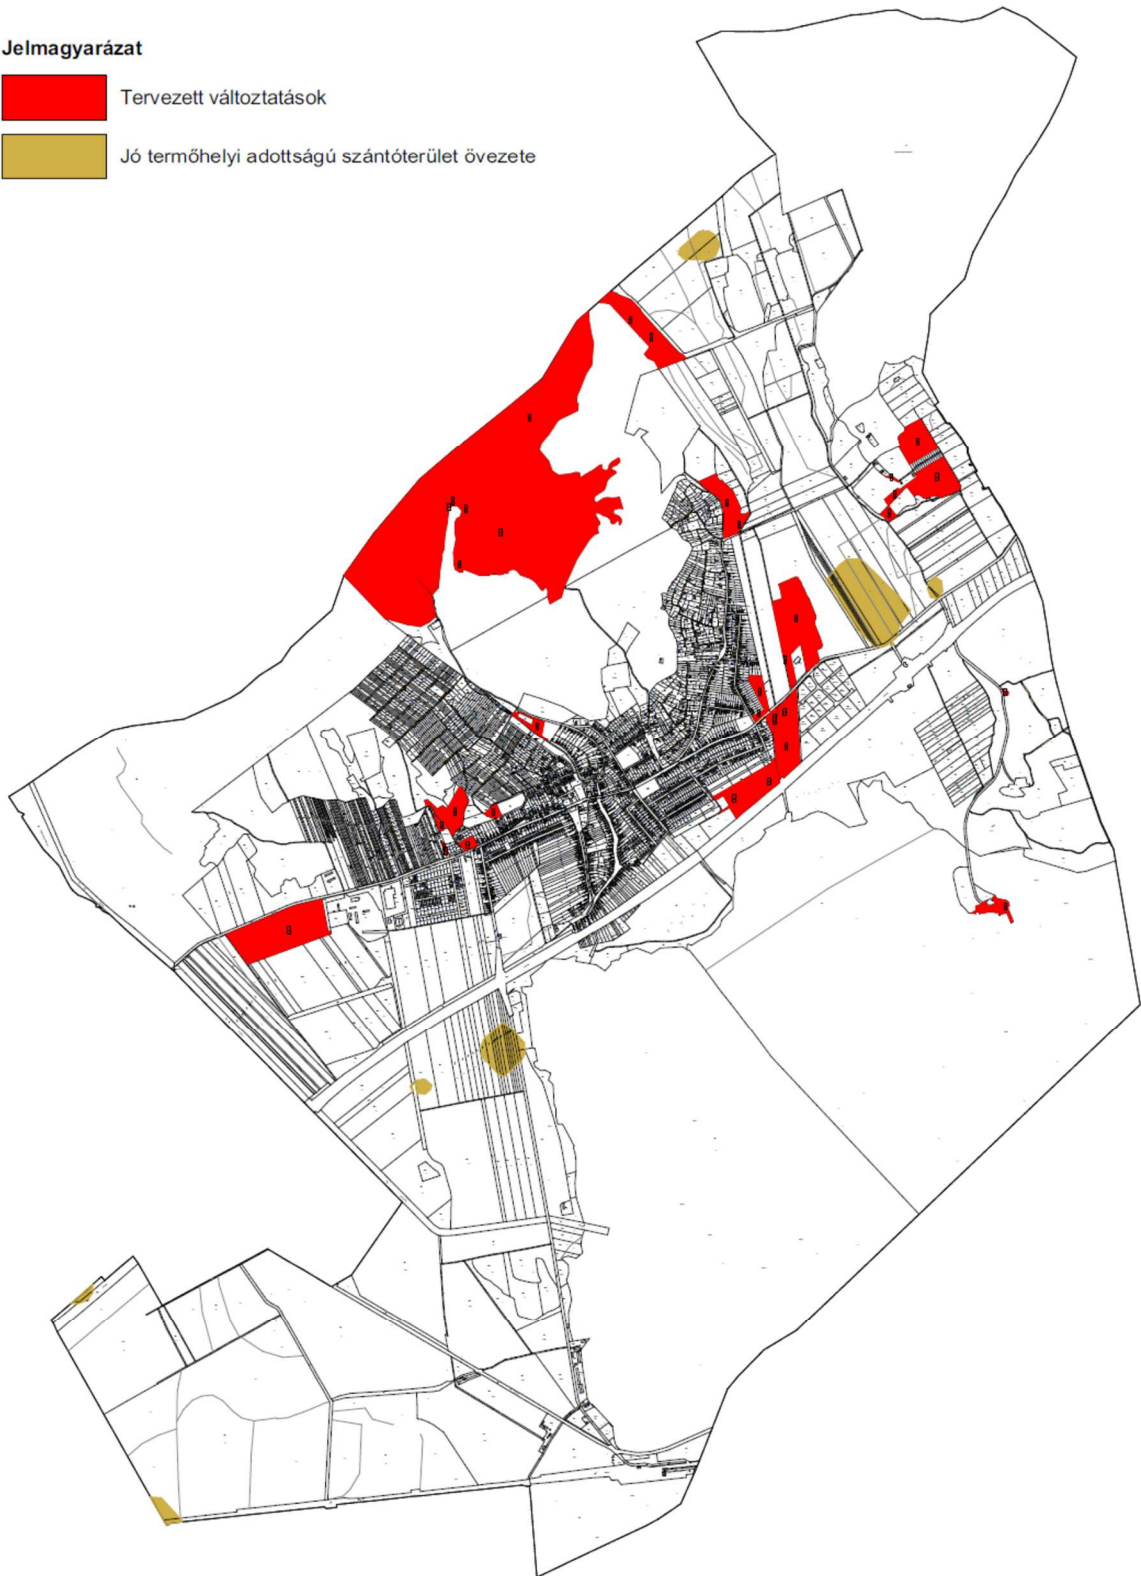 Jelmagyarázat
Tervezett változtatások
Jó termőhelyi adottságú szántóterület övezete